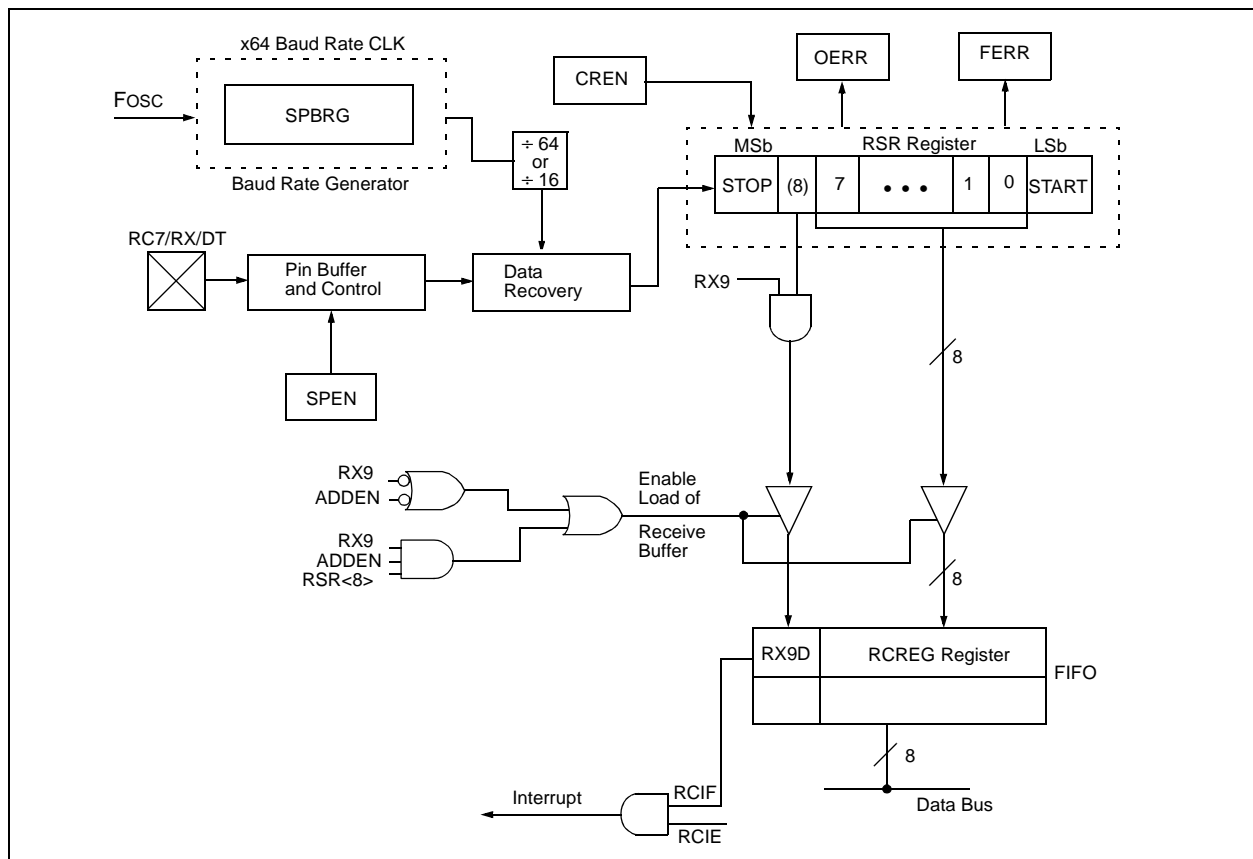 x64 Baud Rate CLK
FOSC
SPBRG
Baud Rate Generator
÷ 64
or
÷ 16
CREN
OERR
FERR
MSb
RSR Register
LSb
STOP
(8)
7
• • •
1
0
START
RC7/RX/DT
Pin Buffer
and Control
Data
Recovery
SPEN
RX9
8
RX9
ADDEN
RX9
ADDEN
RSR<8>
Enable
Load of
Receive
Buffer
8
RX9D
RCREG Register
FIFO
8
Data Bus
Interrupt
RCIF
RCIE